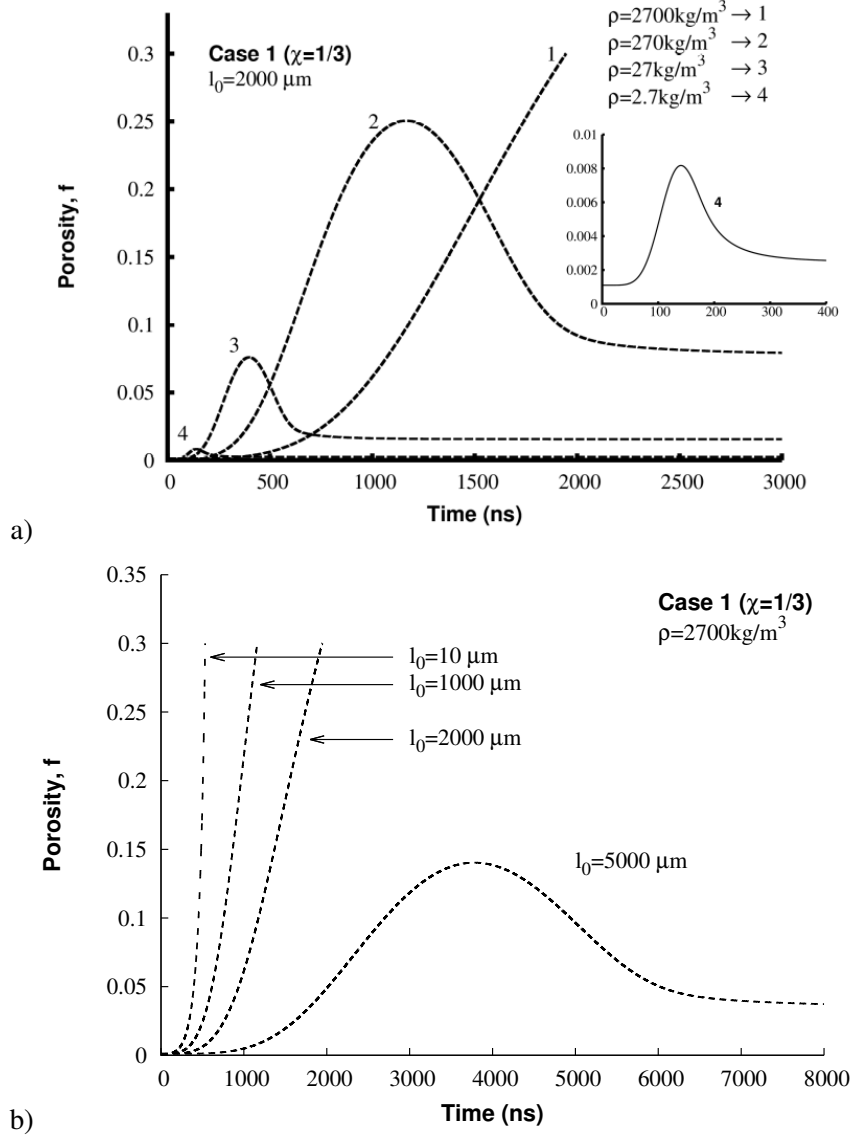 Case 1 (χ=1/3)
l₀=2000 μm
ρ=2700kg/m³ → 1
ρ=270kg/m³ → 2
ρ=27kg/m³ → 3
ρ=2.7kg/m³ → 4
Porosity, f
0.3
0.25
0.2
0.15
0.1
0.05
0
1
2
3
4
0.01
0.008
0.006
0.004
0.002
0
4
0 100 200 300 400
0 500 1000 1500 2000 2500 3000
Time (ns)
a)
Case 1 (χ=1/3)
ρ=2700kg/m³
Porosity, f
0.35
0.3
0.25
0.2
0.15
0.1
0.05
0
l₀=10 μm
l₀=1000 μm
l₀=2000 μm
l₀=5000 μm
0 1000 2000 3000 4000 5000 6000 7000 8000
Time (ns)
b)